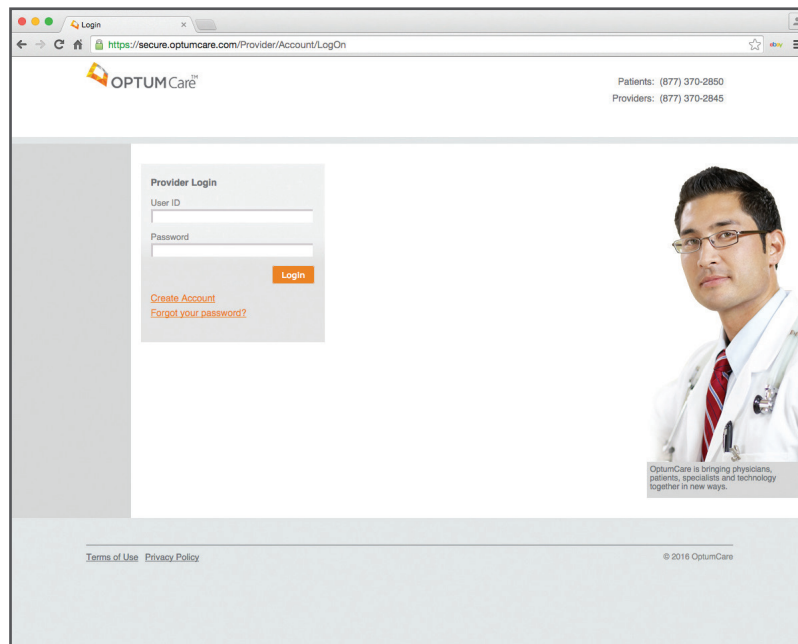 Login
https://secure.optumcare.com/Provider/Account/LogOn
ebay
OPTUMCare™
Patients: (877) 370-2850
Providers: (877) 370-2845
Provider Login
User ID
Password
Login
Create Account
Forgot your password?
OptumCare is bringing physicians,
patients, specialists and technology
together in new ways.
Terms of Use Privacy Policy
© 2016 OptumCare